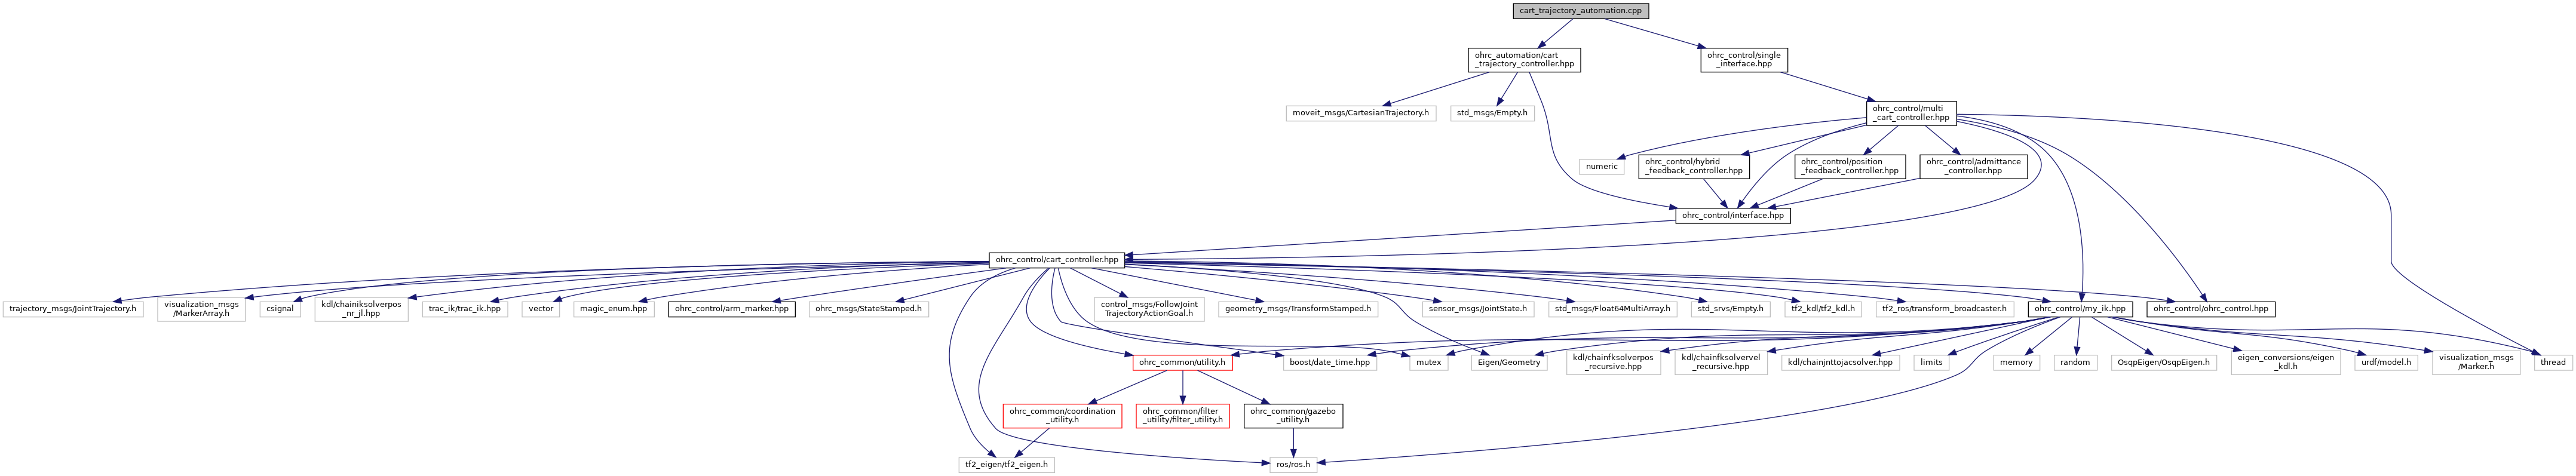 cart_trajectory_automation.cpp
ohrc_automation/cart
_trajectory_controller.hpp
ohrc_control/single
_interface.hpp
moveit_msgs/CartesianTrajectory.h
std_msgs/Empty.h
ohrc_control/multi
_cart_controller.hpp
numeric
ohrc_control/hybrid
_feedback_controller.hpp
ohrc_control/position
_feedback_controller.hpp
ohrc_control/admittance
_controller.hpp
ohrc_control/interface.hpp
ohrc_control/cart_controller.hpp
trajectory_msgs/JointTrajectory.h
visualization_msgs
/MarkerArray.h
csignal
kdl/chainiksolverpos
_nr_jl.hpp
trac_ik/trac_ik.hpp
vector
magic_enum.hpp
ohrc_control/arm_marker.hpp
ohrc_msgs/StateStamped.h
control_msgs/FollowJoint
TrajectoryActionGoal.h
geometry_msgs/TransformStamped.h
sensor_msgs/JointState.h
std_msgs/Float64MultiArray.h
std_srvs/Empty.h
tf2_kdl/tf2_kdl.h
tf2_ros/transform_broadcaster.h
ohrc_control/my_ik.hpp
ohrc_control/ohrc_control.hpp
ohrc_common/utility.h
boost/date_time.hpp
mutex
Eigen/Geometry
kdl/chainfksolverpos
_recursive.hpp
kdl/chainfksolvervel
_recursive.hpp
kdl/chainjnttojacsolver.hpp
limits
memory
random
OsqpEigen/OsqpEigen.h
eigen_conversions/eigen
_kdl.h
urdf/model.h
visualization_msgs
/Marker.h
thread
ohrc_common/coordination
_utility.h
ohrc_common/filter
_utility/filter_utility.h
ohrc_common/gazebo
_utility.h
tf2_eigen/tf2_eigen.h
ros/ros.h